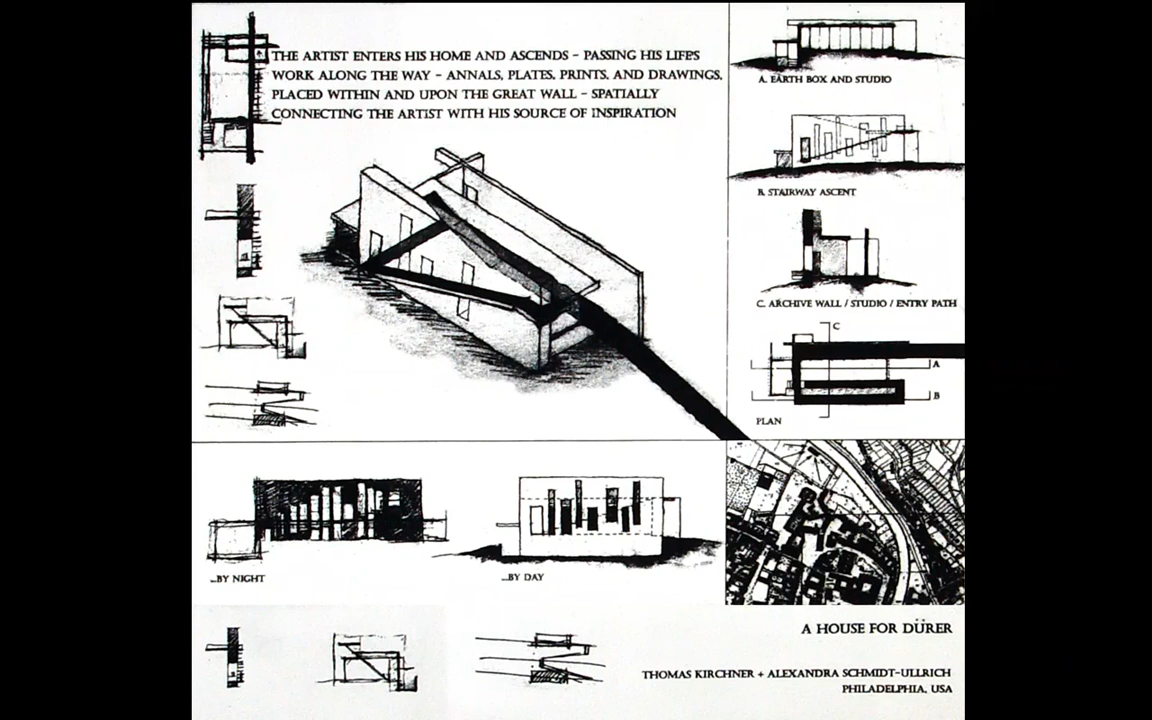 THE ARTIST ENTERS HIS HOME AND ASCENDS - PASSING HIS LIFE'S
WORK ALONG THE WAY - ANNALS, PLATES, PRINTS, AND DRAWINGS,
PLACED WITHIN AND UPON THE GREAT WALL - SPATIALLY
CONNECTING THE ARTIST WITH HIS SOURCE OF INSPIRATION
A. EARTH BOX AND STUDIO
B. STAIRWAY ASCENT
C. ARCHIVE WALL / STUDIO / ENTRY PATH
C
A
B
PLAN
...BY NIGHT
...BY DAY
A HOUSE FOR DÜRER
THOMAS KIRCHNER + ALEXANDRA SCHMIDT-ULLRICH
PHILADELPHIA, USA